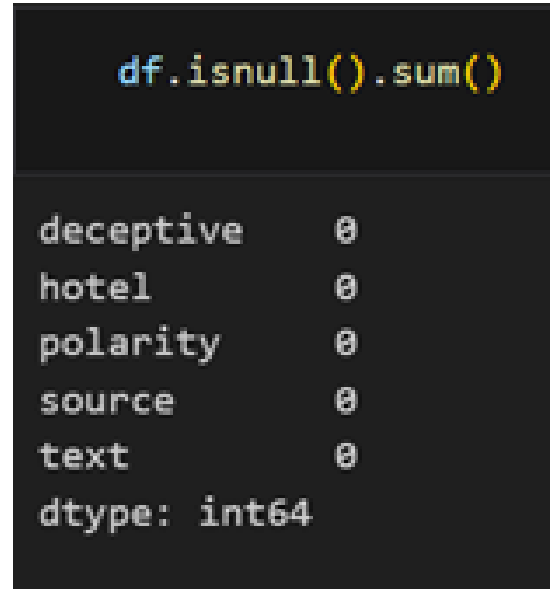 df.isnull().sum()
deceptive 0
hotel 0
polarity 0
source 0
text 0
dtype: int64